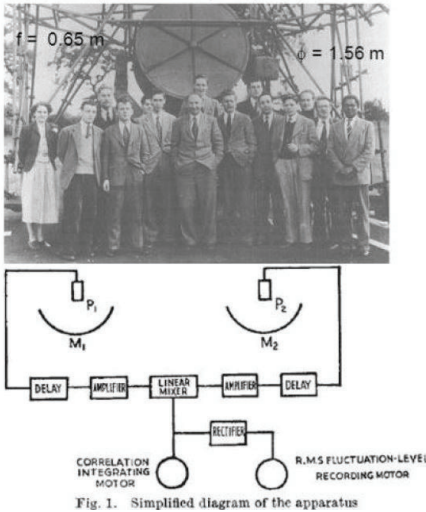 f = 0.65 m
ϕ = 1.56 m
P₁
P₂
M₁
M₂
DELAY
AMPLIFIER
LINEAR MIXER
AMPLIFIER
DELAY
RECTIFIER
CORRELATION
INTEGRATING
MOTOR
R.M.S FLUCTUATION-LEVEL
RECORDING MOTOR
Fig. 1. Simplified diagram of the apparatus